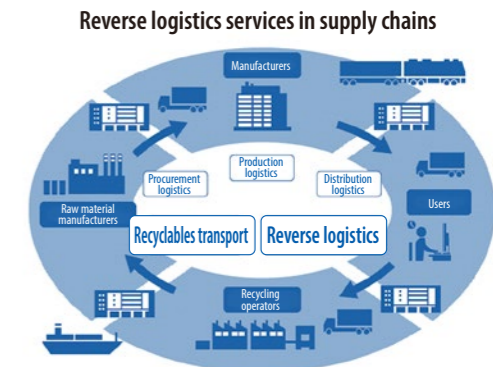 Reverse logistics services in supply chains
Manufacturers
Production
logistics
Procurement
logistics
Distribution
logistics
Raw material
manufacturers
Users
Recyclables transport
Reverse logistics
Recycling
operators